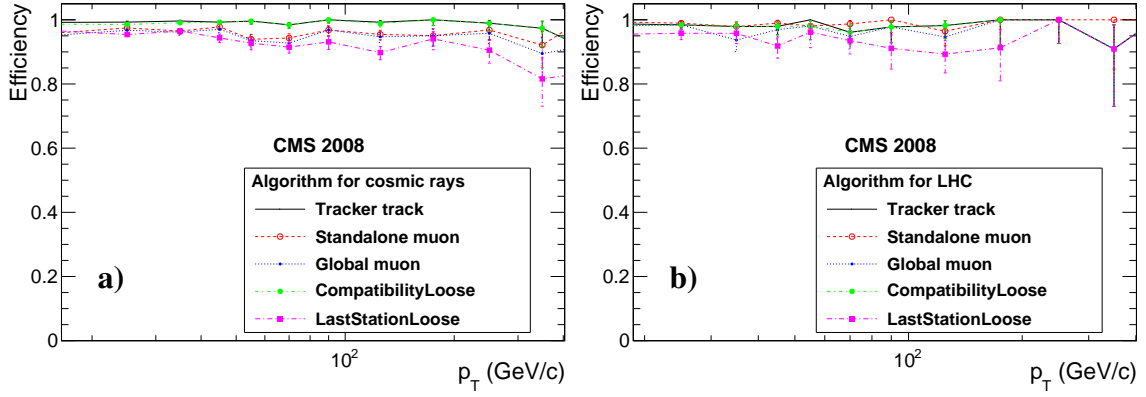 Efficiency
1
0.8
0.6
0.4
0.2
0
CMS 2008
Algorithm for cosmic rays
Tracker track
Standalone muon
Global muon
CompatibilityLoose
LastStationLoose
a)
10²
p_T (GeV/c)
Efficiency
1
0.8
0.6
0.4
0.2
0
CMS 2008
Algorithm for LHC
Tracker track
Standalone muon
Global muon
CompatibilityLoose
LastStationLoose
b)
10²
p_T (GeV/c)